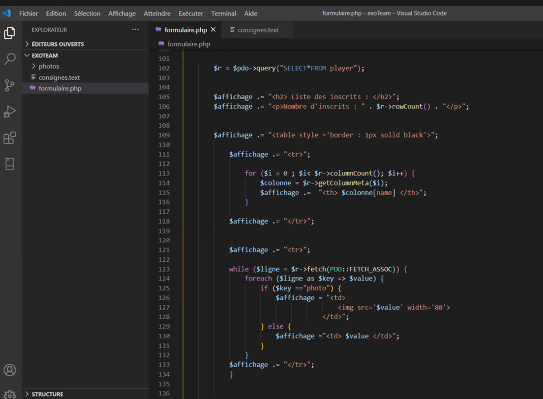 Fichier Edition Sélection Affichage Atteindre Exécuter Terminal Aide formulaire.php - exoTeam - Visual Studio Code
EXPLORATEUR ...
formulaire.php consignes.text
ÉDITEURS OUVERTS
formulaire.php
EXOTEAM
photos
consignes.text
formulaire.php
101
102 $r = $pdo->query("SELECT*FROM player");
103
104
105 $affichage .= "<h2> Liste des inscrits : </h2>";
106 $affichage .= "<p>Nombre d'inscrits : " . $r->rowCount() . "</p>";
107
108
109 $affichage .= "<table style ='border : 1px solid black'>";
110
111 $affichage .= "<tr>";
112
113 for ($i = 0 ; $i< $r->columnCount(); $i++) {
114 $colonne = $r->getColumnMeta($i);
115 $affichage .= "<th> $colonne[name] </th>";
116 }
117
118 $affichage .= "</tr>";
119
120
121 $affichage .= "<tr>";
122
123 while ($ligne = $r->fetch(PDO::FETCH_ASSOC)) {
124 foreach ($ligne as $key => $value) {
125 if ($key =="photo") {
126 $affichage = "<td>
127 <img src='$value' width='80'>
128 </td>";
129 } else {
130 $affichage ="<td> $value </td>";
131 }
132 }
133 $affichage .= "</tr>";
134 }
135
136
STRUCTURE